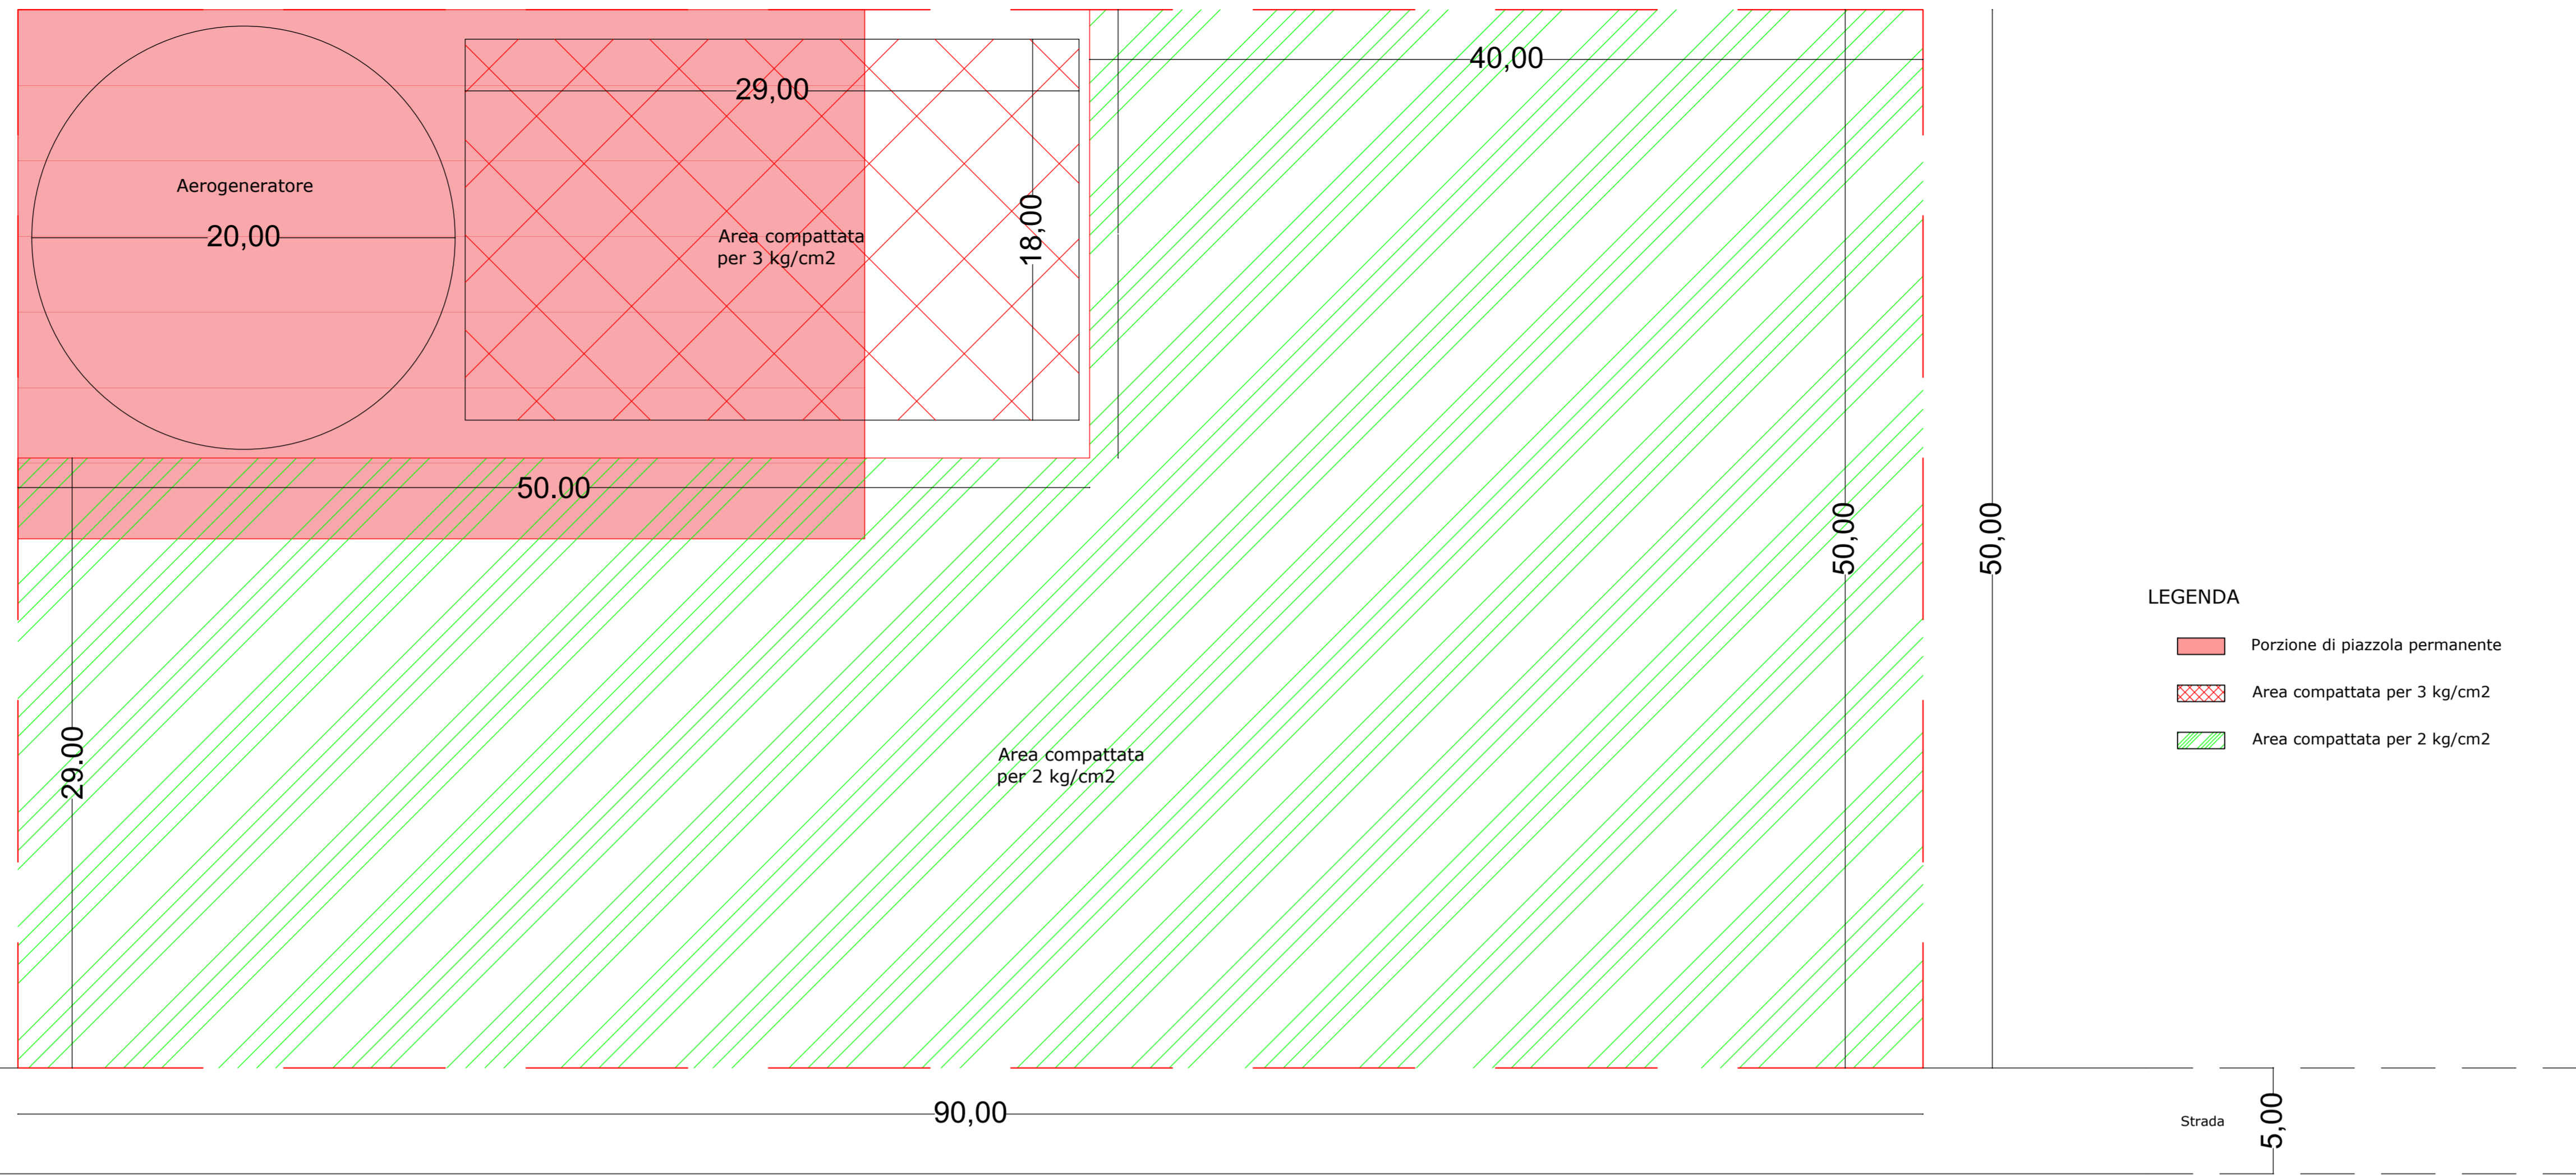 40,00
29,00
Aerogeneratore
20,00
Area compattata
per 3 kg/cm2
18,00
50.00
50,00
50,00
29.00
Area compattata
per 2 kg/cm2
LEGENDA
Porzione di piazzola permanente
Area compattata per 3 kg/cm2
Area compattata per 2 kg/cm2
90,00
Strada
5,00